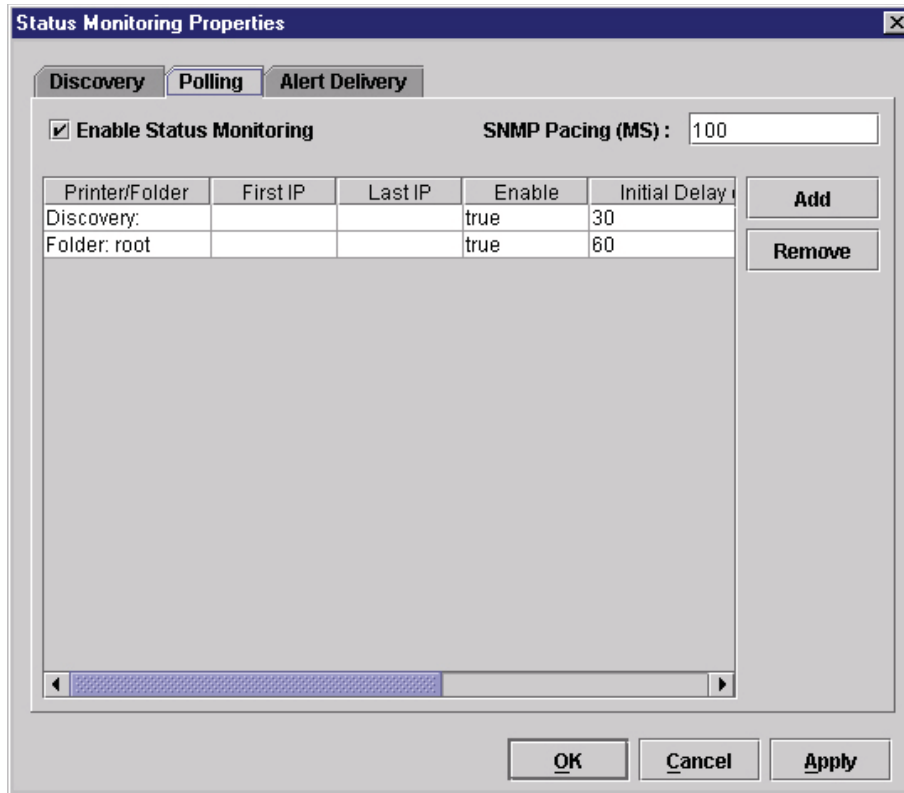 Status Monitoring Properties
Discovery Polling Alert Delivery
Enable Status Monitoring SNMP Pacing (MS) : 100
Printer/Folder First IP Last IP Enable Initial Delay
Add
Discovery: true 30
Folder: root true 60
Remove
OK Cancel Apply